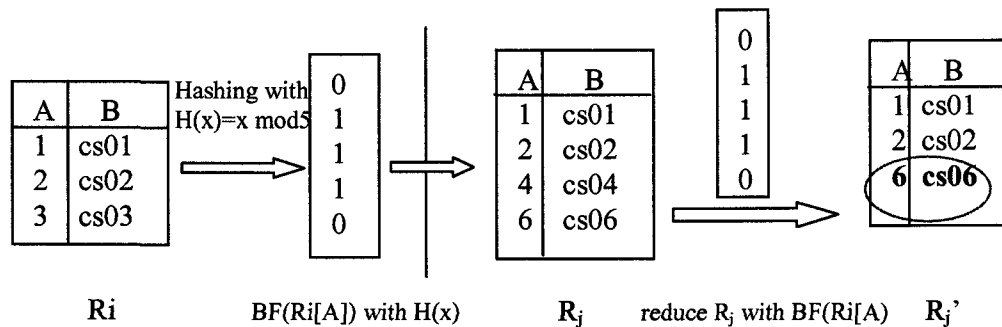 A B
1 cs01
2 cs02
3 cs03
Ri
Hashing with
H(x)=x mod5
0
1
1
1
0
BF(Ri[A]) with H(x)
A B
1 cs01
2 cs02
4 cs04
6 cs06
Rj
0
1
1
1
0
reduce Rj with BF(Ri[A)
A B
1 cs01
2 cs02
6 cs06
Rj’